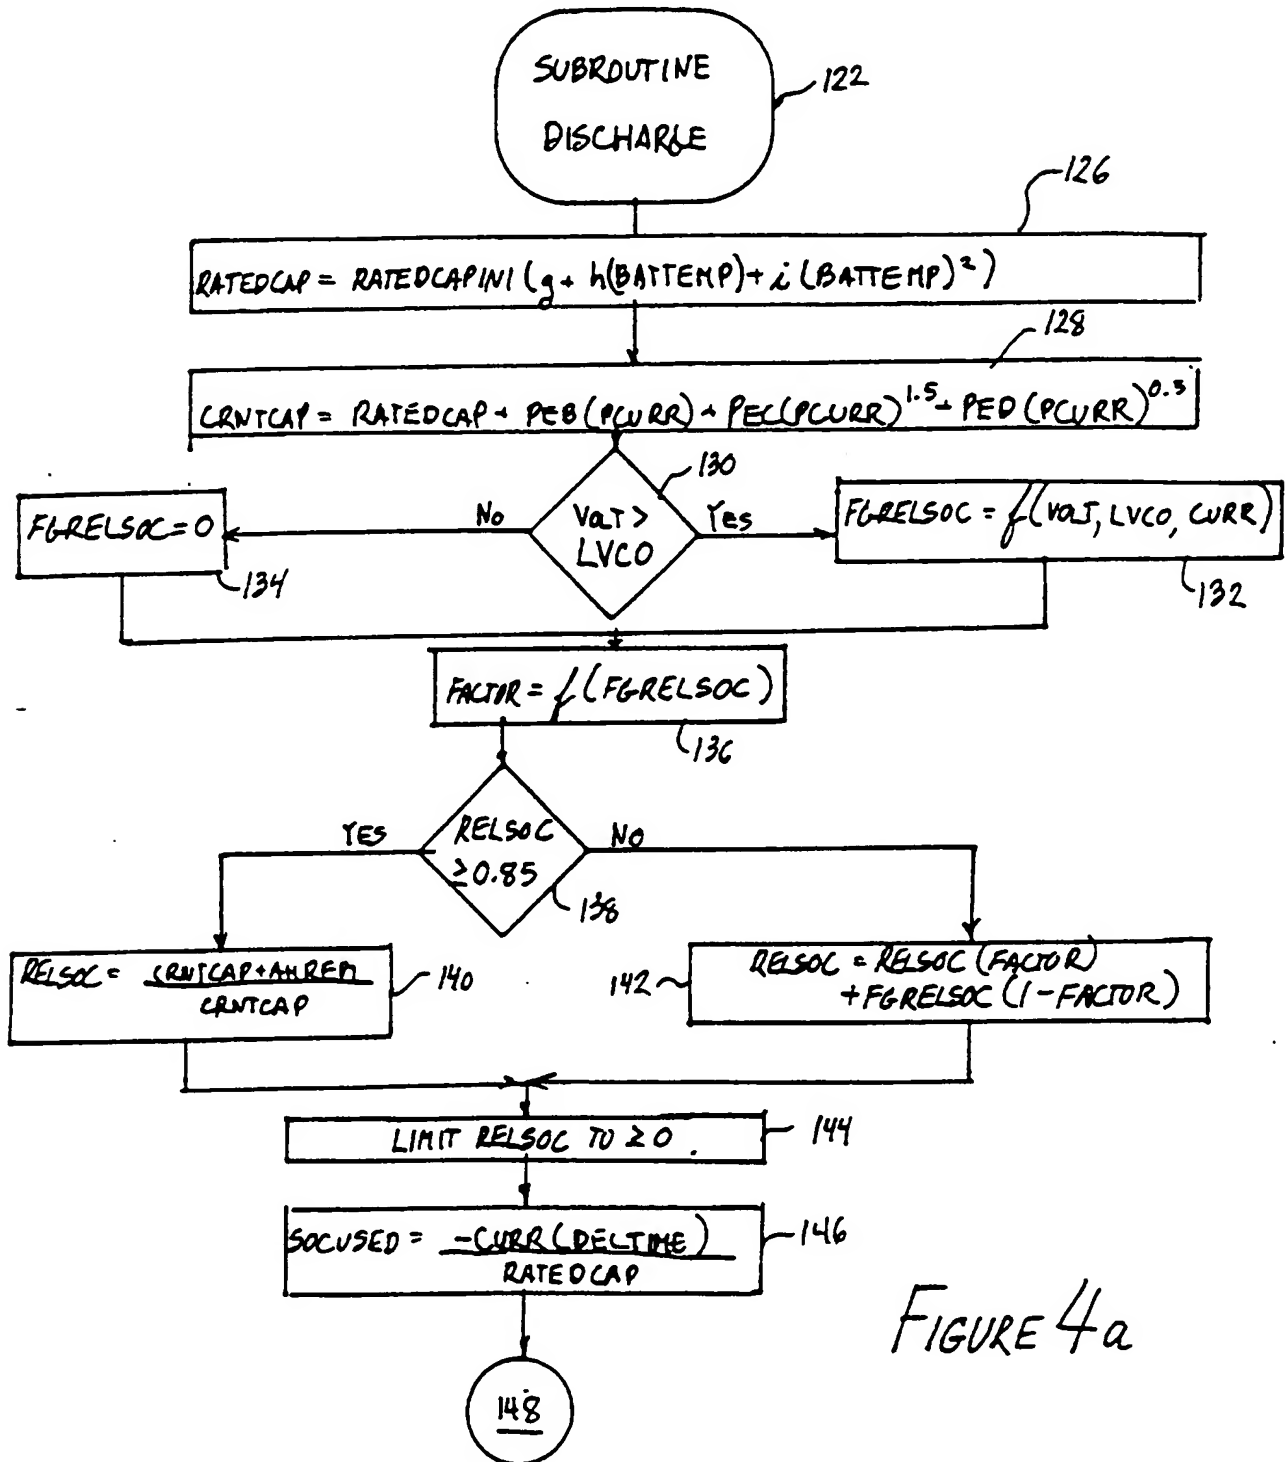 SUBROUTINE
DISCHARGE
122
126
RATEDCAP = RATEDCAPINI (g + h(BATTEMP) + i (BATTEMP)²)
128
CRNTCAP = RATEDCAP + PEB (PCURR) + PEC(PCURR)^1.5 + PED (PCURR)^0.5
130
FGRELSOC = 0
No
VOLT >
LVCO
Yes
FGRELSOC = f(VOLT, LVCO, CURR)
134
132
FACTOR = f(FGRELSOC)
136
YES
RELSOC
≥0.85
NO
138
RELSOC = CRNTCAP+AHREM
CRNTCAP
140
142
RELSOC = RELSOC (FACTOR)
+FGRELSOC (1-FACTOR)
LIMIT RELSOC TO ≥ 0
144
SOCUSED = -CURR(DELTIME)
RATEDCAP
146
148
FIGURE 4a